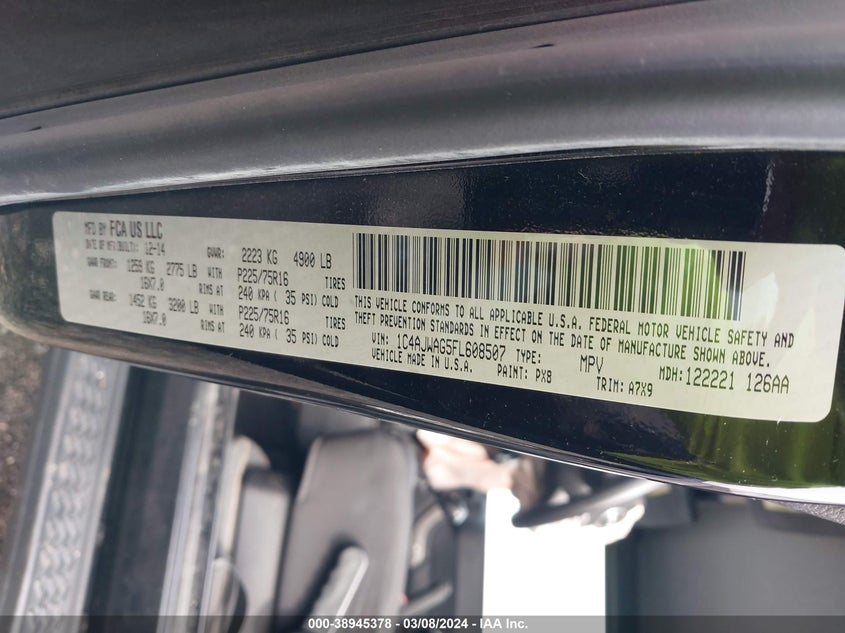 MFD BY FCA US LLC
DATE OF MFG(BUILT): 12-14 GVWR: 2223 KG 4900 LB
GAWR FRONT: 1259 KG 2775 LB WITH P225/75R16 TIRES
16X7.0 RIMS AT 240 KPA ( 35 PSI) COLD
GAWR REAR: 1452 KG 3200 LB WITH P225/75R16 TIRES
16X7.0 RIMS AT 240 KPA ( 35 PSI) COLD
THIS VEHICLE CONFORMS TO ALL APPLICABLE U.S.A. FEDERAL MOTOR VEHICLE SAFETY AND
THEFT PREVENTION STANDARDS IN EFFECT ON THE DATE OF MANUFACTURE SHOWN ABOVE.
VIN: 1C4AJWAG5FL608507 TYPE: MPV MDH:122221 126AA
VEHICLE MADE IN U.S.A. PAINT: PX8 TRIM: A7X9
000-38945378 - 03/08/2024 - IAA Inc.